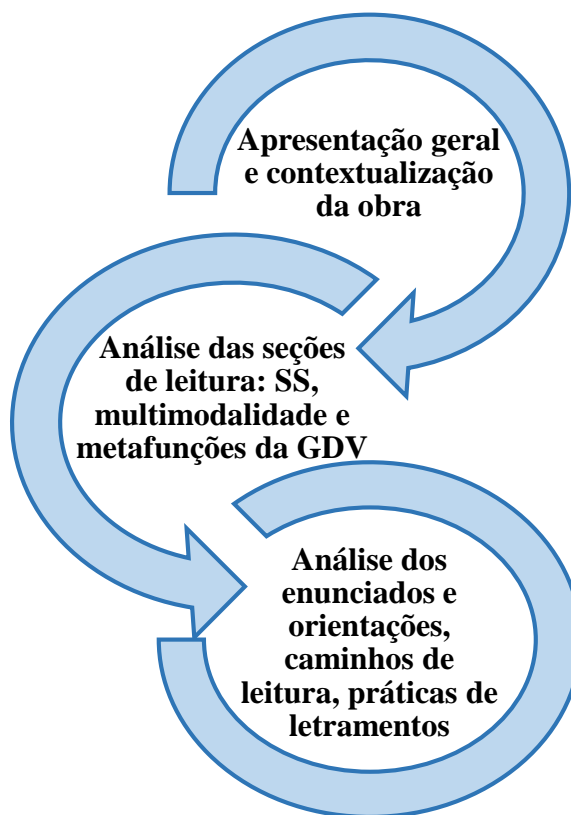 Apresentação geral
e contextualização
da obra
Análise das seções
de leitura: SS,
multimodalidade e
metafunções da GDV
Análise dos
enunciados e
orientações,
caminhos de
leitura, práticas de
letramentos